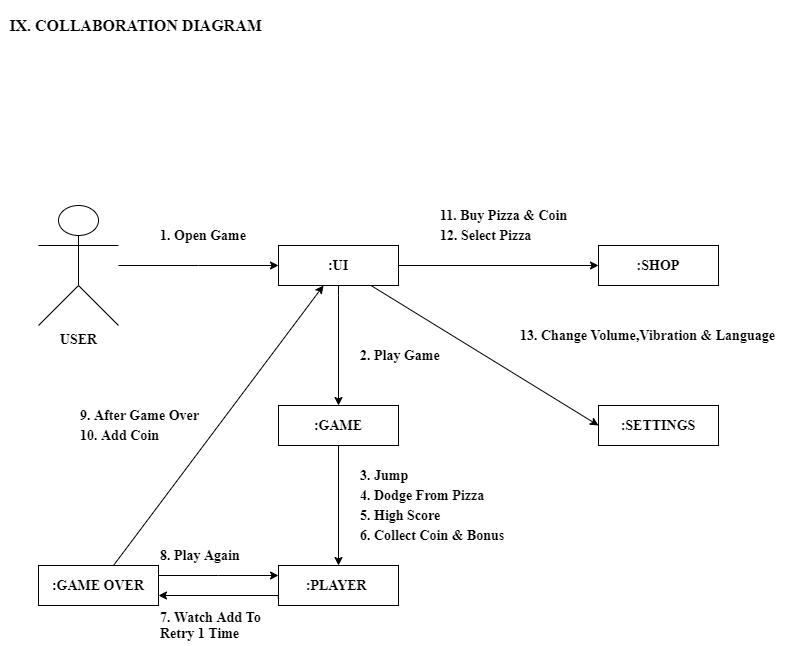 IX. COLLABORATION DIAGRAM
11. Buy Pizza & Coin
1. Open Game
12. Select Pizza
:UI
:SHOP
USER
13. Change Volume,Vibration & Language
2. Play Game
9. After Game Over
10. Add Coin
:GAME
:SETTINGS
3. Jump
4. Dodge From Pizza
5. High Score
6. Collect Coin & Bonus
8. Play Again
:GAME OVER
:PLAYER
7. Watch Add To
Retry 1 Time